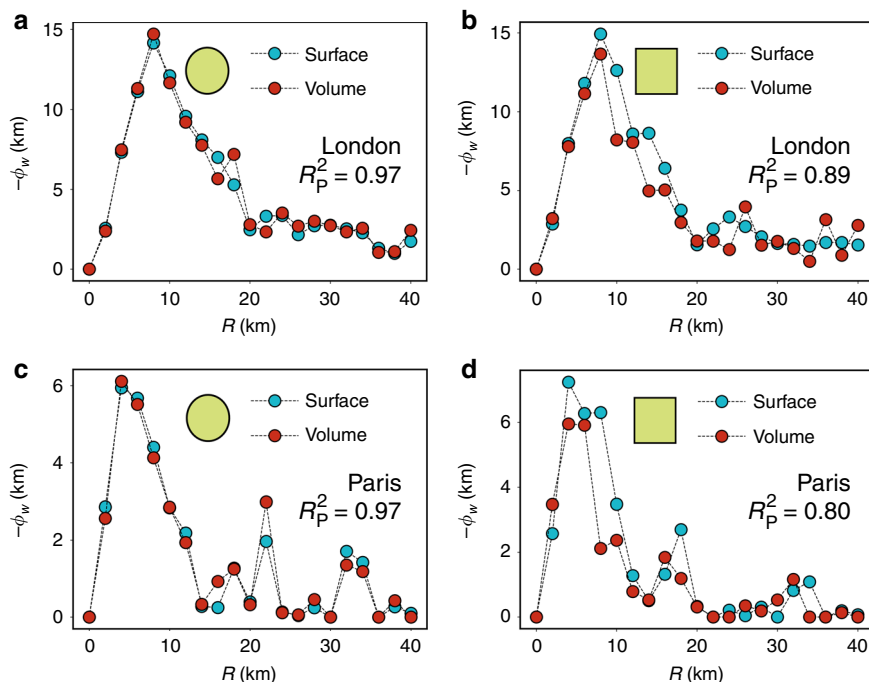 a
15
10
5
0
−ϕw (km)
Surface
Volume
London
R²P = 0.97
0 10 20 30 40
R (km)
b
15
10
5
0
−ϕw (km)
Surface
Volume
London
R²P = 0.89
0 10 20 30 40
R (km)
c
6
4
2
0
−ϕw (km)
Surface
Volume
Paris
R²P = 0.97
0 10 20 30 40
R (km)
d
6
4
2
0
−ϕw (km)
Surface
Volume
Paris
R²P = 0.80
0 10 20 30 40
R (km)